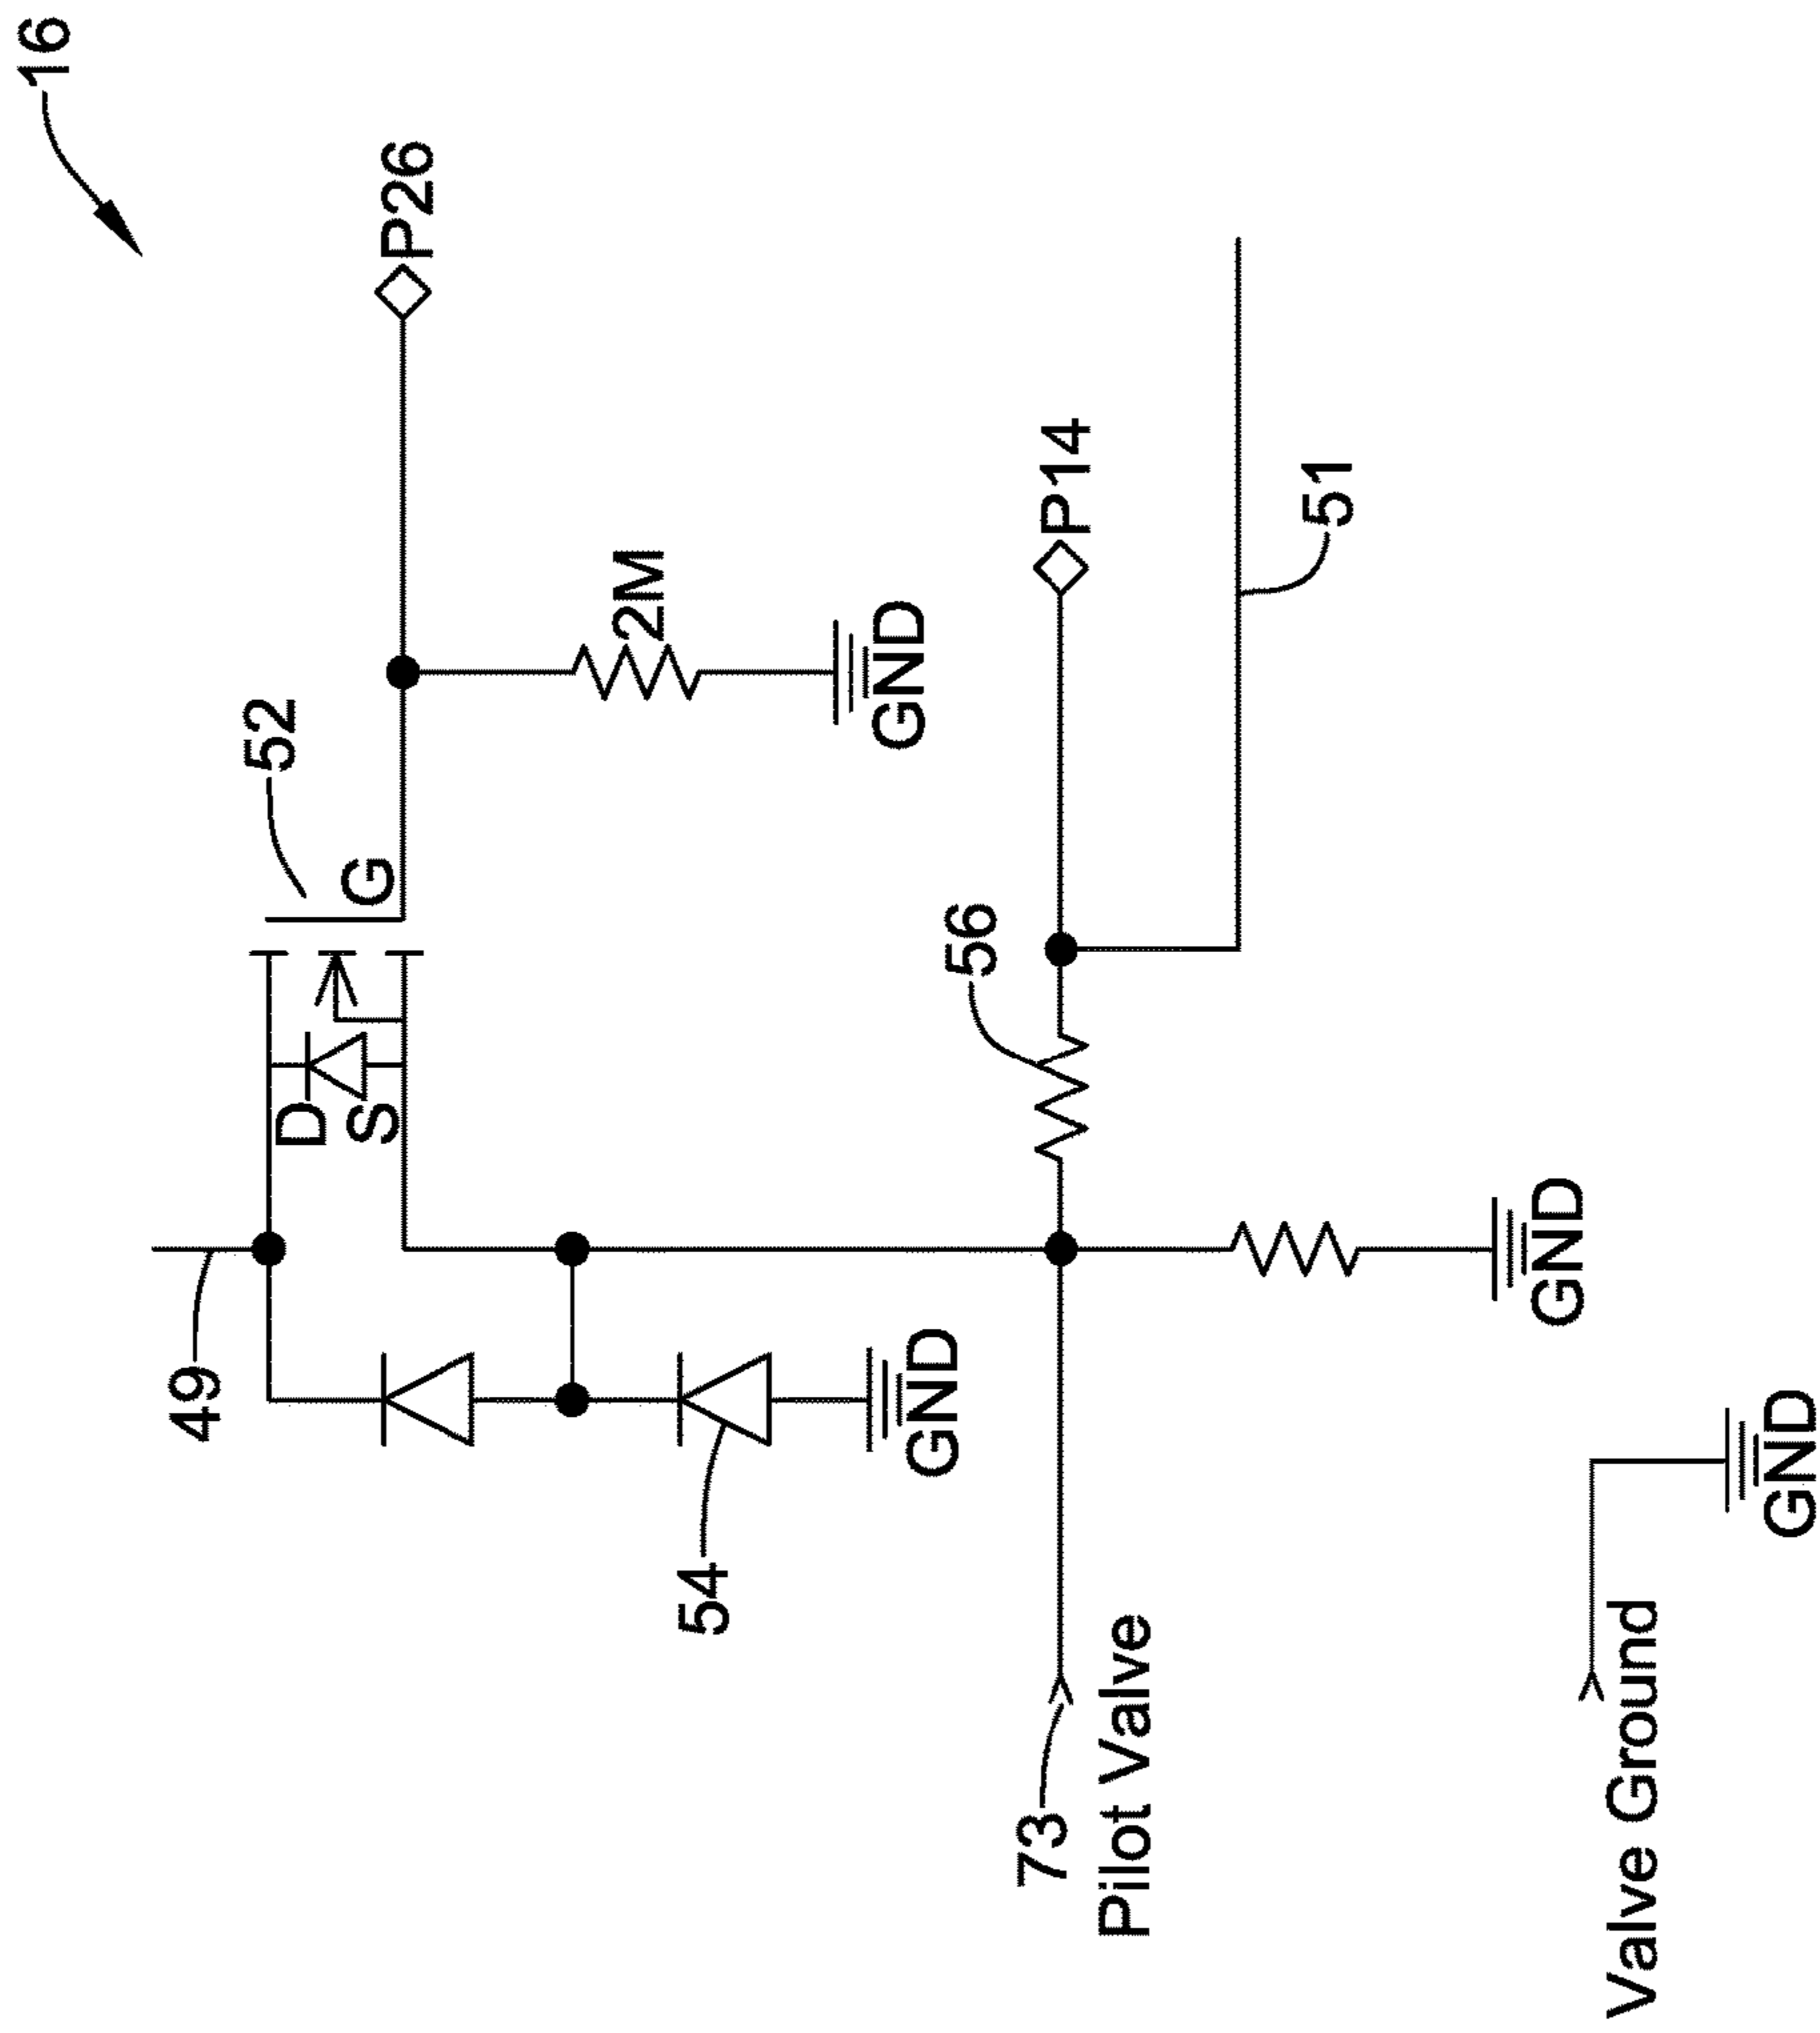 16
P26
52
G
2M
GND
49
D
S
54
GND
56
P14
51
73
Pilot Valve
GND
Valve Ground
GND